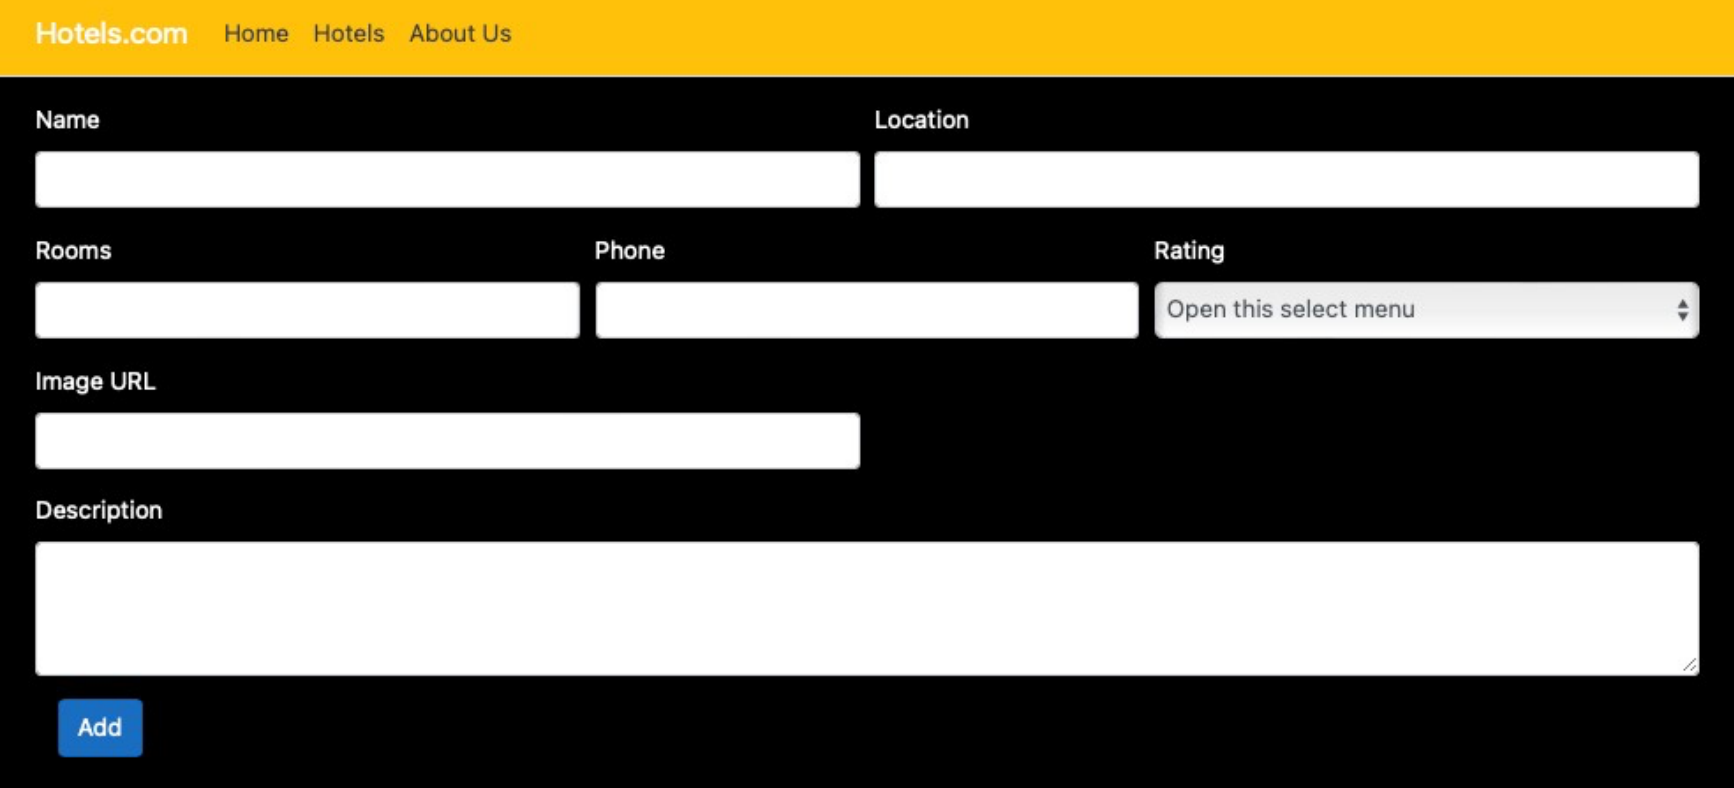 Hotels.com Home Hotels About Us
Name Location
Rooms Phone Rating
Open this select menu
Image URL
Description
Add